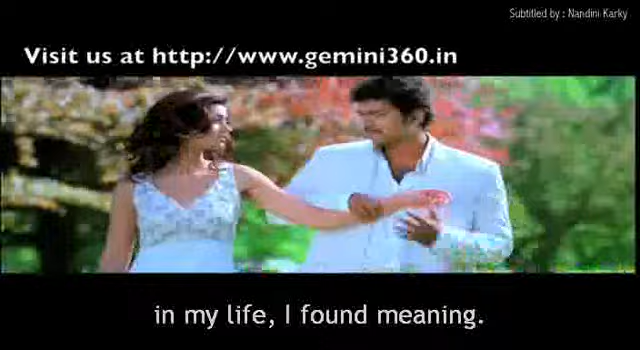 Subtitled by : Nandini Karky
Visit us at http://www.gemini360.in
in my life, I found meaning.